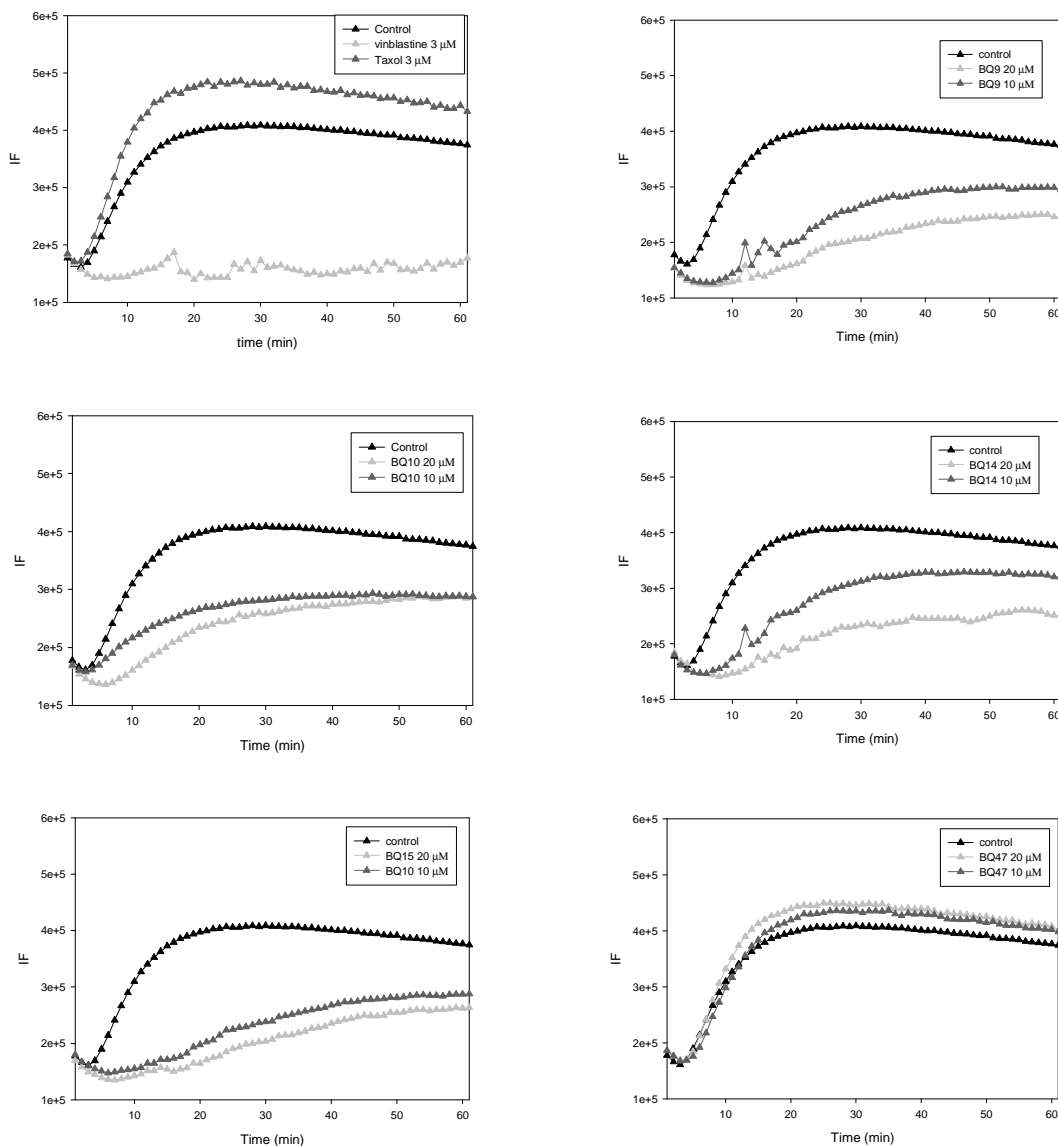 6e+5
5e+5
4e+5
3e+5
2e+5
1e+5
IF
Control
vinblastine 3 μM
Taxol 3 μM
10 20 30 40 50 60
time (min)
6e+5
5e+5
4e+5
3e+5
2e+5
1e+5
IF
control
BQ9 20 μM
BQ9 10 μM
10 20 30 40 50 60
Time (min)
6e+5
5e+5
4e+5
3e+5
2e+5
1e+5
IF
Control
BQ10 20 μM
BQ10 10 μM
10 20 30 40 50 60
Time (min)
6e+5
5e+5
4e+5
3e+5
2e+5
1e+5
IF
control
BQ14 20 μM
BQ14 10 μM
10 20 30 40 50 60
Time (min)
6e+5
5e+5
4e+5
3e+5
2e+5
1e+5
IF
control
BQ15 20 μM
BQ10 10 μM
10 20 30 40 50 60
Time (min)
6e+5
5e+5
4e+5
3e+5
2e+5
1e+5
IF
control
BQ47 20 μM
BQ47 10 μM
10 20 30 40 50 60
Time (min)